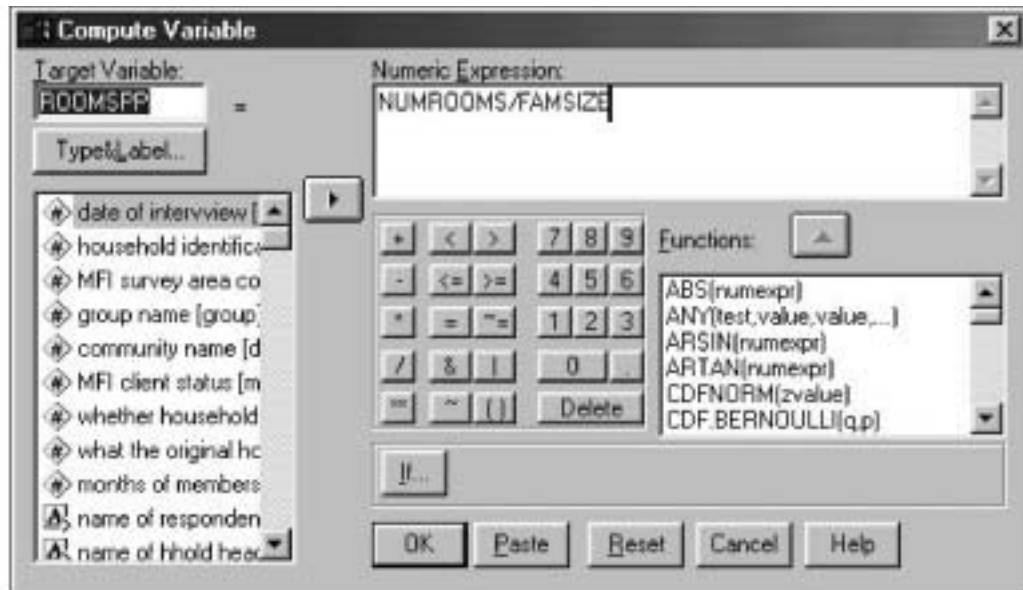 Compute Variable
Target Variable:
ROOMSPP
=
Type&Label...
Numeric Expression:
NUMROOMS/FAMSIZE
date of intervview [
household identifica
MFI survey area co
group name [group]
community name [d
MFI client status [m
whether household
what the original hc
months of members
name of responden
name of hhold head
+ < > 7 8 9
- <= >= 4 5 6
* = ~= 1 2 3
/ & | 0 .
** ~ ( ) Delete
Functions:
ABS(numexpr)
ANY(test,value,value,...)
ARSIN(numexpr)
ARTAN(numexpr)
CDFNORM(zvalue)
CDF.BERNOULLI(q,p)
If...
OK Paste Reset Cancel Help